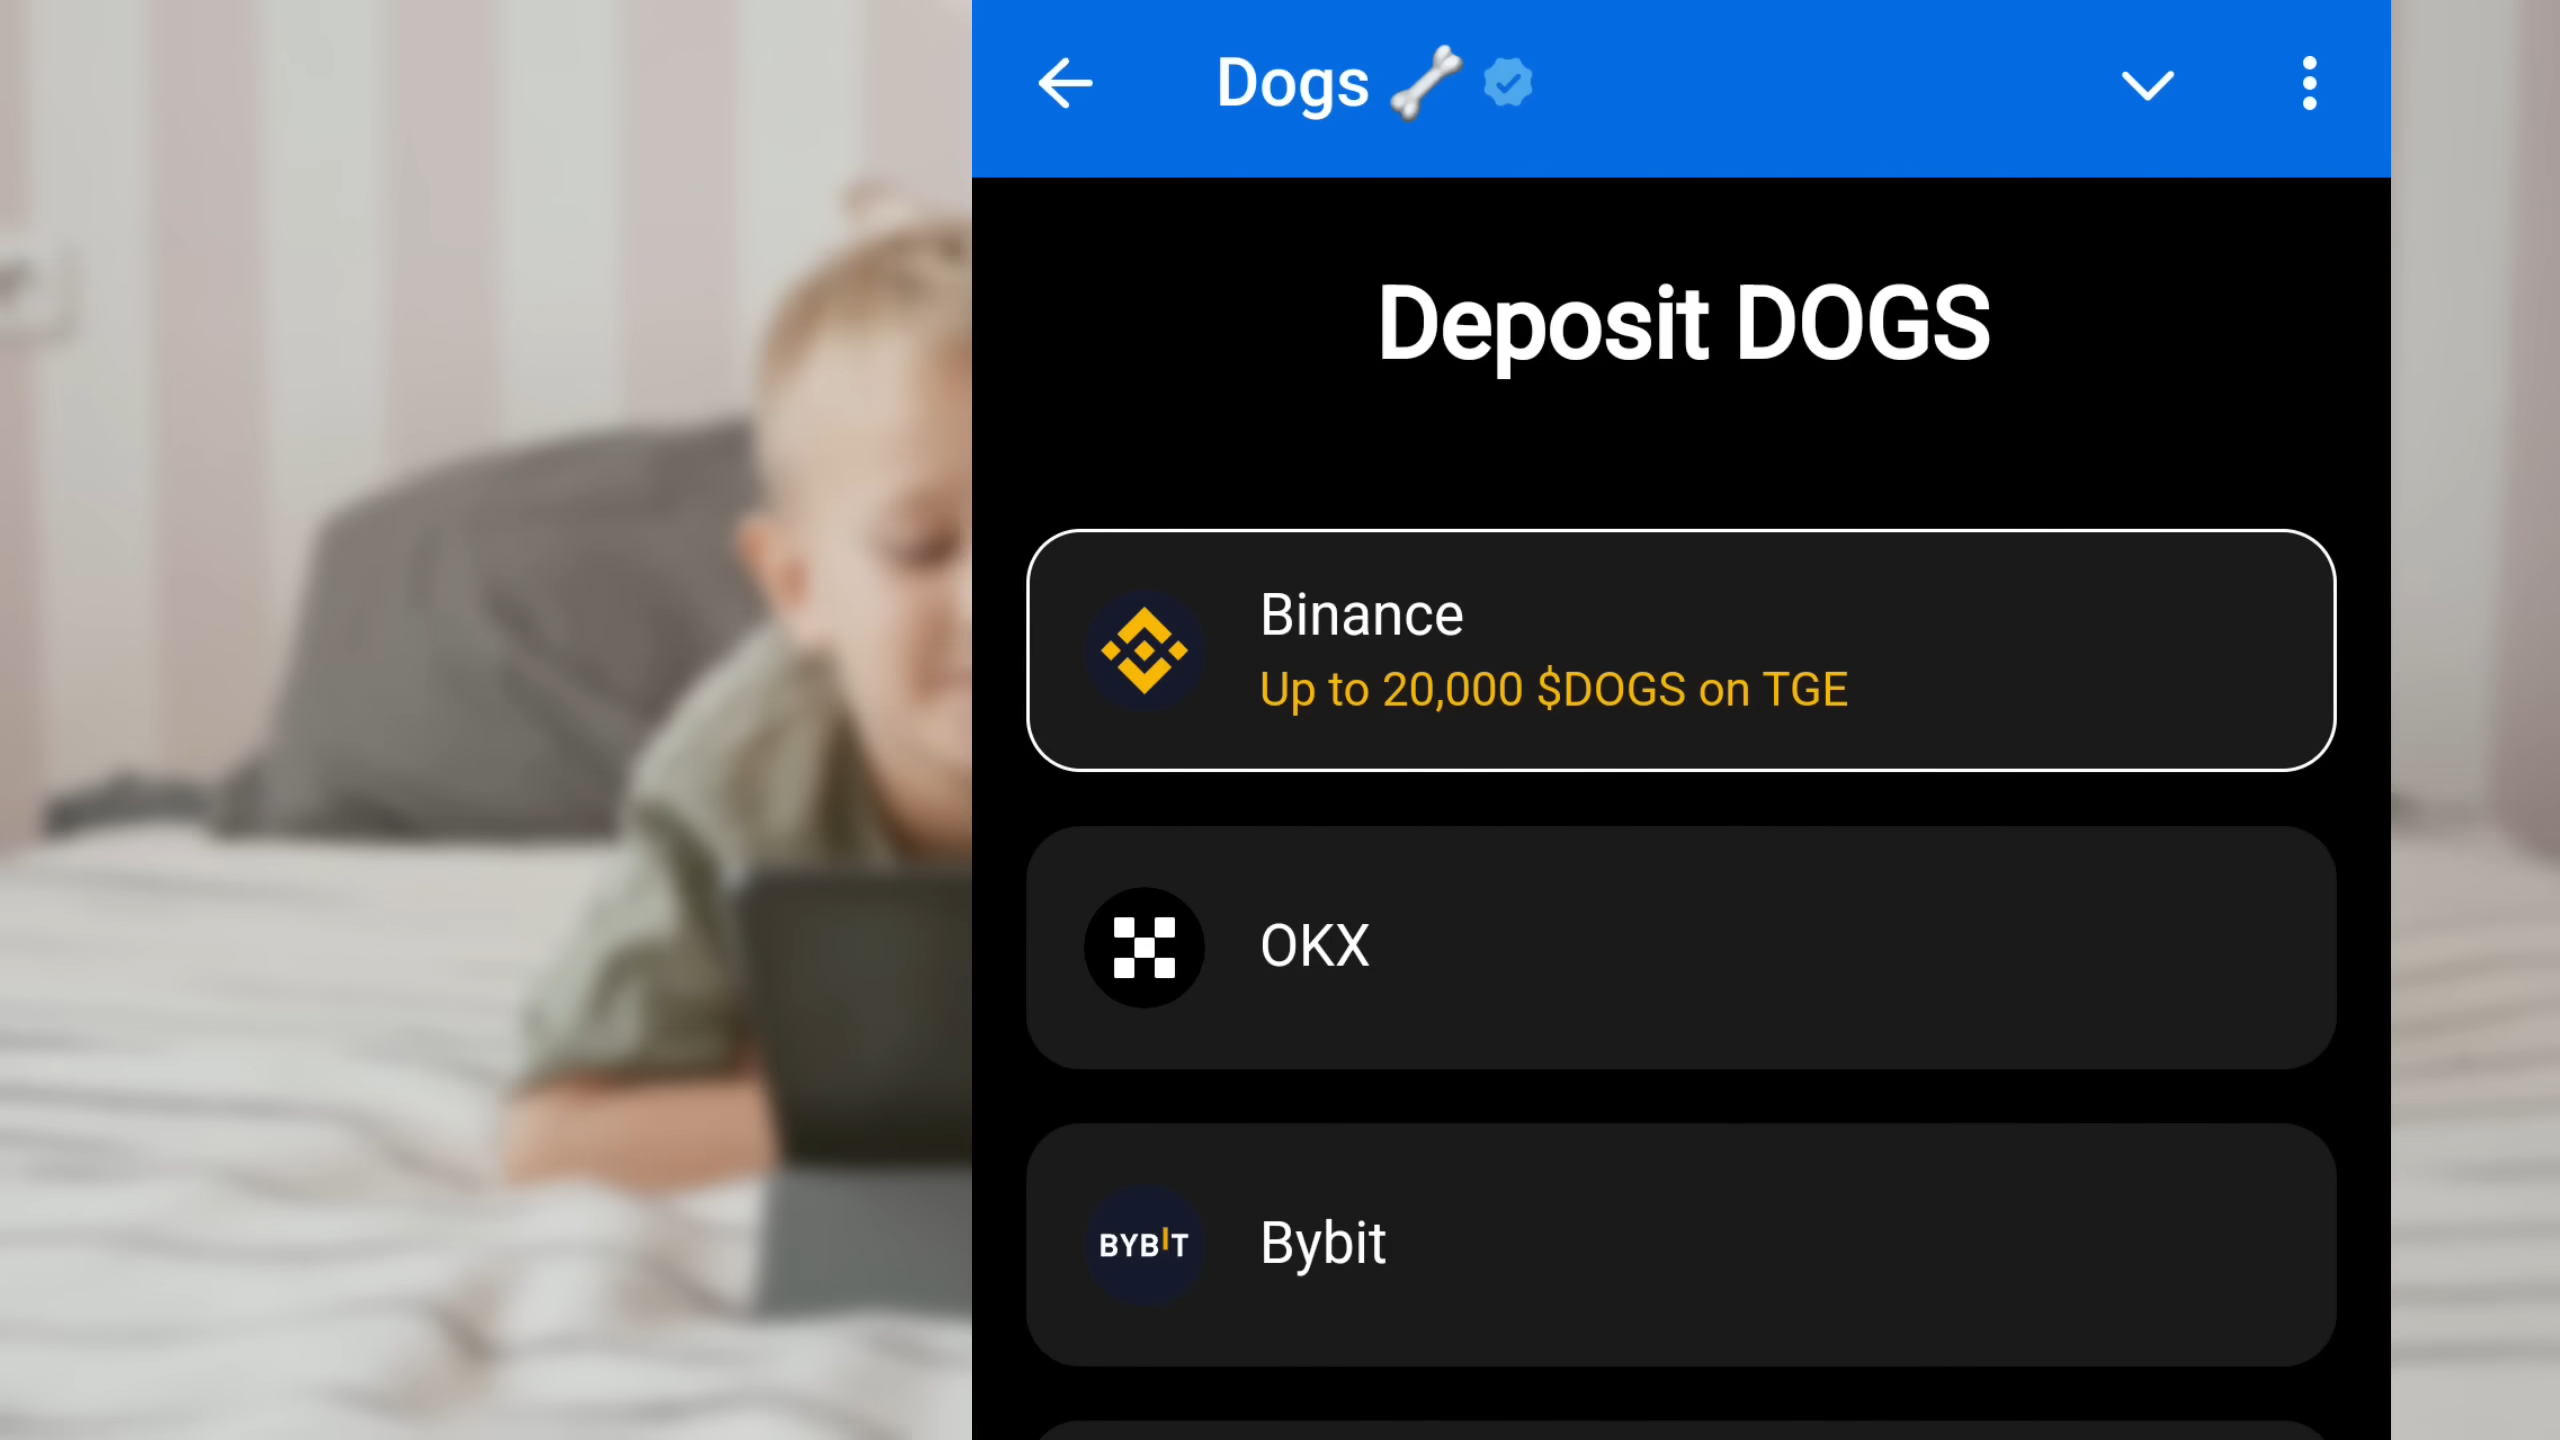 Dogs 🦴
Deposit DOGS
Binance
Up to 20,000 $DOGS on TGE
OKX
BYBIT
Bybit